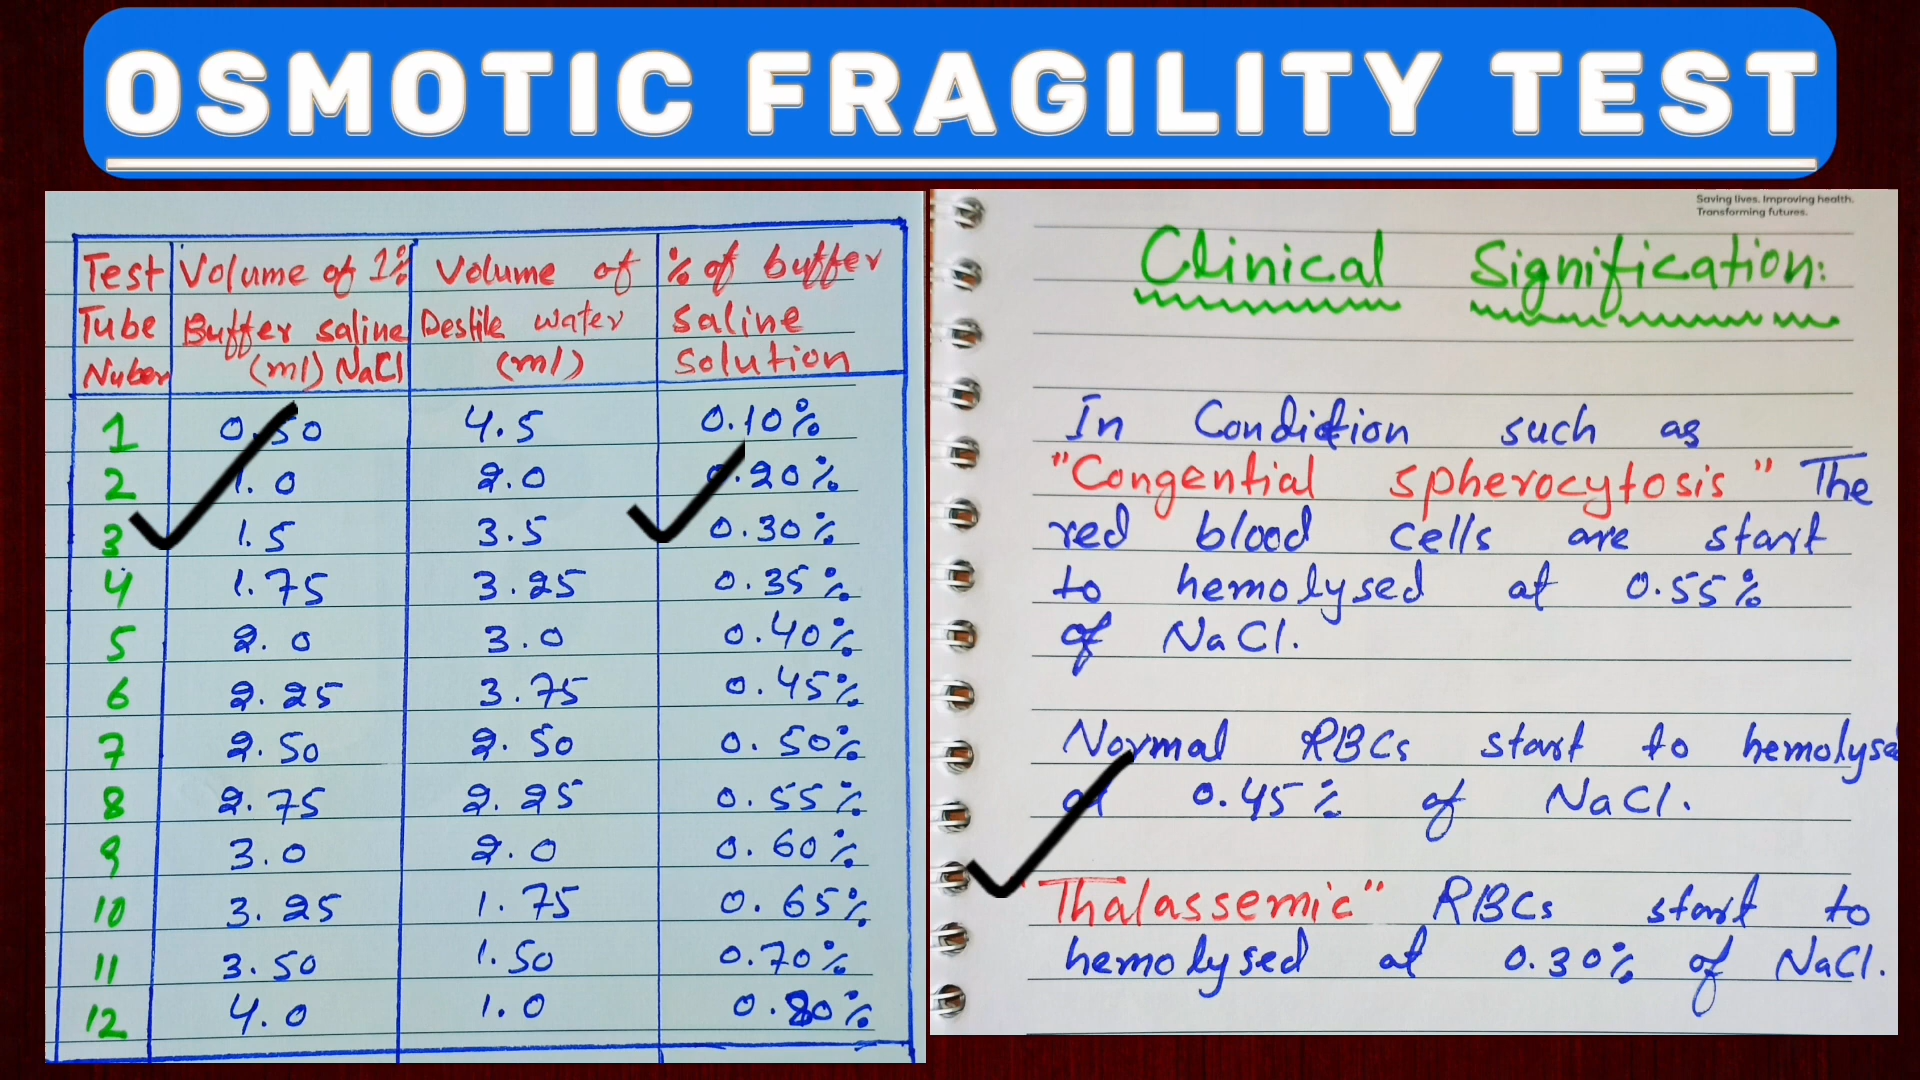 OSMOTIC FRAGILITY TEST
Test Volume of 1% Volume of % of buffer
Tube Buffer saline Destile water saline
Nuber (ml) NaCl (ml) Solution
1 0.50 4.5 0.10%
2 1.0 2.0 0.20%
3 1.5 3.5 0.30%
4 1.75 3.25 0.35%
5 2.0 3.0 0.40%
6 2.25 3.75 0.45%
7 2.50 2.50 0.50%
8 2.75 2.25 0.55%
9 3.0 2.0 0.60%
10 3.25 1.75 0.65%
11 3.50 1.50 0.70%
12 4.0 1.0 0.80%
Saving lives. Improving health.
Transforming futures.
Clinical Signification:
In Condition such as
"Congential spherocytosis" The
red blood cells are start
to hemolysed at 0.55%
of NaCl.
Normal RBCs start to hemolyse
at 0.45% of NaCl.
"Thalassemic" RBCs start to
hemolysed at 0.30% of NaCl.